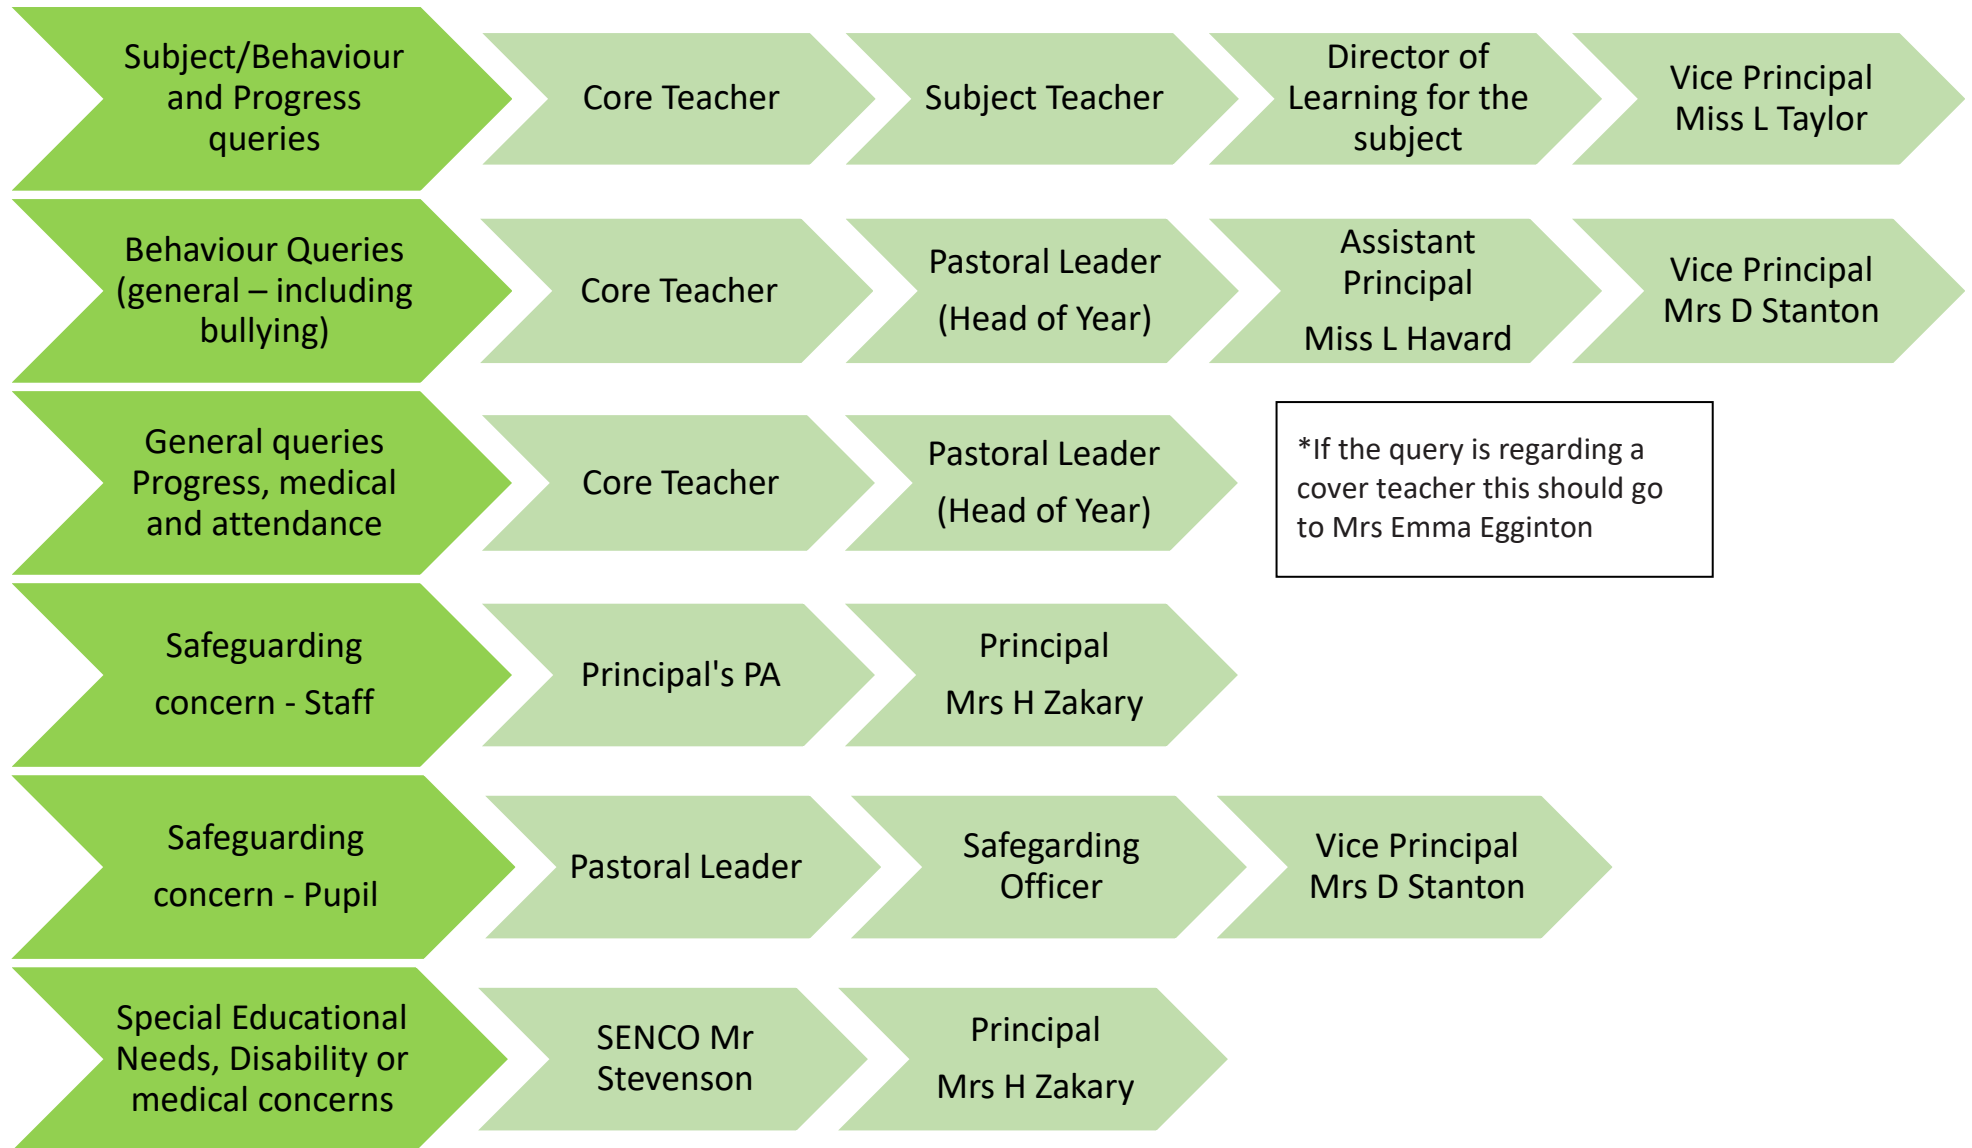 Subject/Behaviour
and Progress
queries
Core Teacher
Subject Teacher
Director of
Learning for the
subject
Vice Principal
Miss L Taylor
Behaviour Queries
(general – including
bullying)
Core Teacher
Pastoral Leader
(Head of Year)
Assistant
Principal
Miss L Havard
Vice Principal
Mrs D Stanton
General queries
Progress, medical
and attendance
Core Teacher
Pastoral Leader
(Head of Year)
*If the query is regarding a
cover teacher this should go
to Mrs Emma Egginton
Safeguarding
concern - Staff
Principal's PA
Principal
Mrs H Zakary
Safeguarding
concern - Pupil
Pastoral Leader
Safegarding
Officer
Vice Principal
Mrs D Stanton
Special Educational
Needs, Disability or
medical concerns
SENCO Mr
Stevenson
Principal
Mrs H Zakary